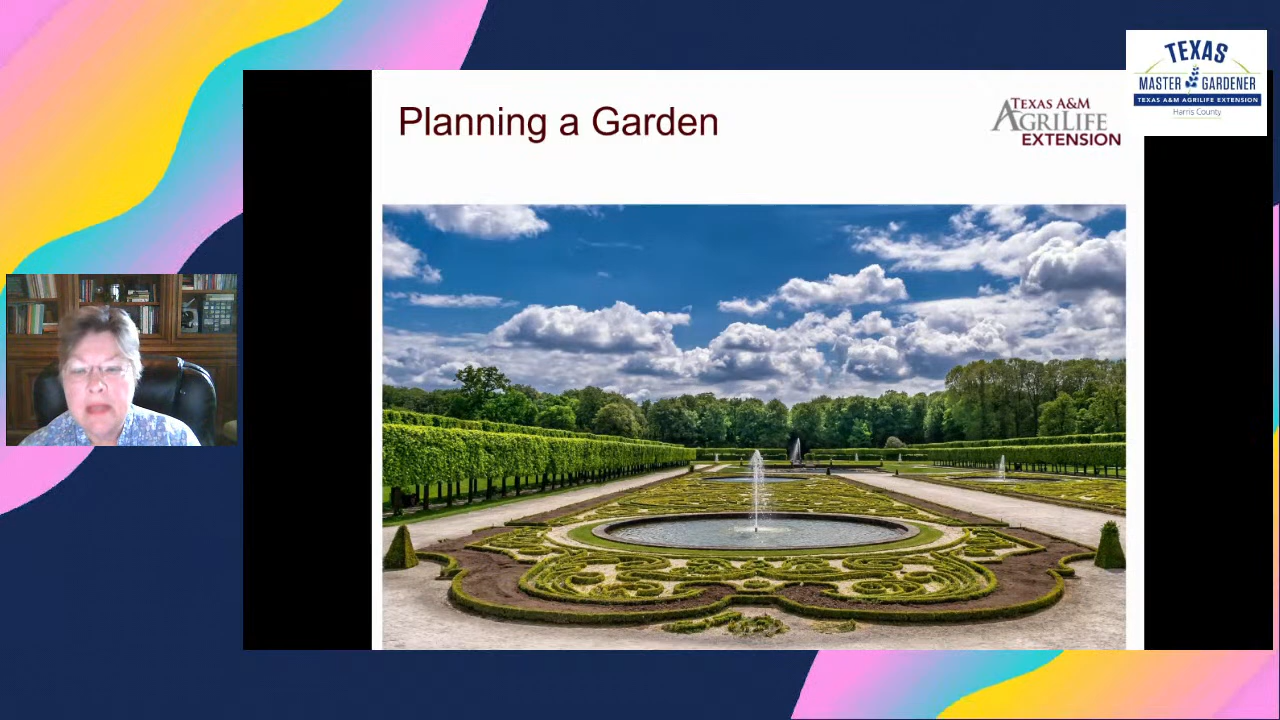 Planning a Garden
TEXAS A&M
AGRILIFE
EXTENSION
TEXAS
MASTER GARDENER
TEXAS A&M AGRILIFE EXTENSION
Harris County